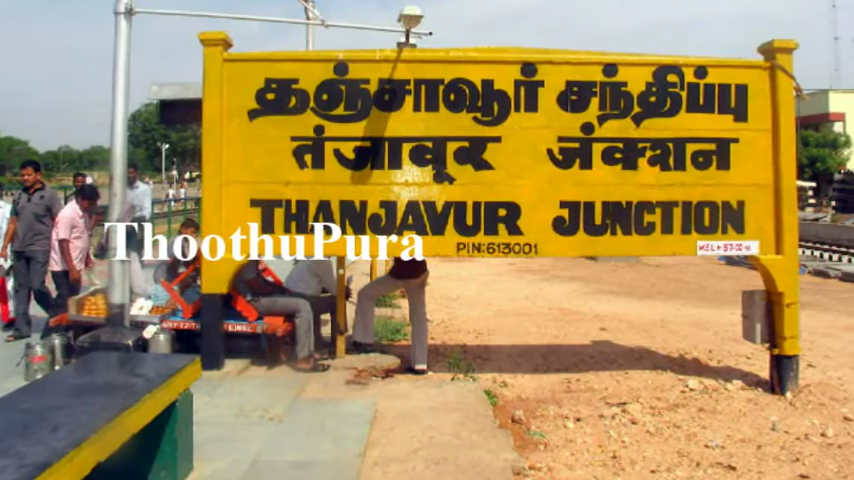 தஞ்சாவூர் சந்திப்பு
तंजावूर जंक्शन
THANJAVUR JUNCTION
PIN:613001
ThoothuPura